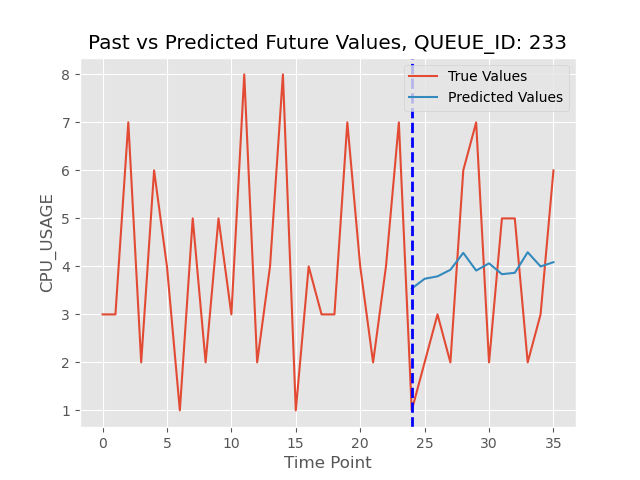 Past vs Predicted Future Values, QUEUE_ID: 233
True Values
Predicted Values
CPU_USAGE
8
7
6
5
4
3
2
1
0 5 10 15 20 25 30 35
Time Point